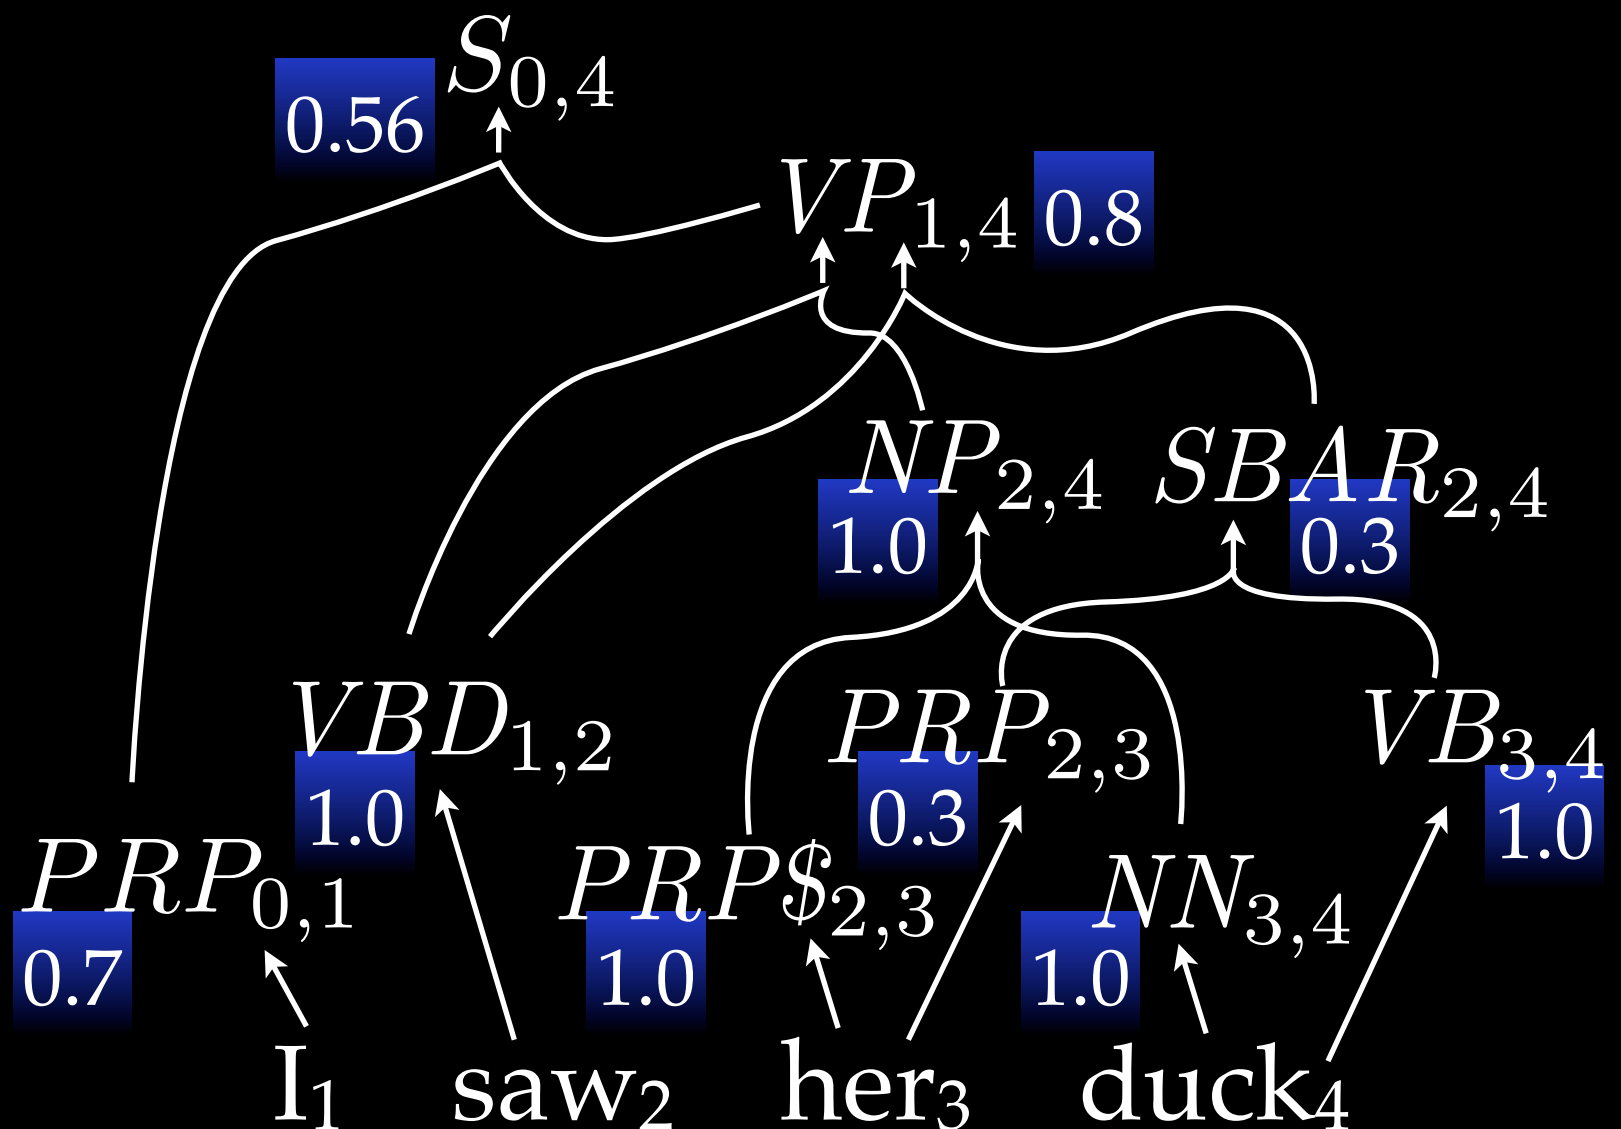 S0,4
0.56
VP1,4 0.8
NP2,4 SBAR2,4
1.0 0.3
VBD1,2 PRP2,3 VB3,4
1.0 0.3 1.0
PRP0,1 PRP$2,3 NN3,4
0.7 1.0 1.0
I1 saw2 her3 duck4